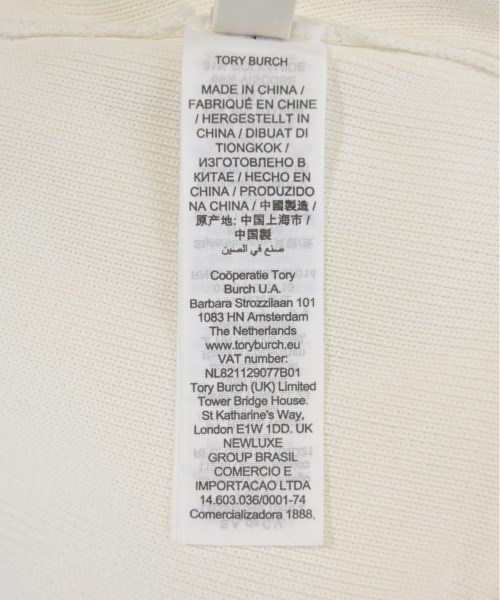 TORY BURCH
MADE IN CHINA /
FABRIQUÉ EN CHINE
/ HERGESTELLT IN
CHINA / DIBUAT DI
TIONGKOK /
ИЗГОТОВЛЕНО В
КИТАЕ / HECHO EN
CHINA / PRODUZIDO
NA CHINA / 中國製造 /
原产地: 中国上海市 /
中国製
صنع في الصين
Coöperatie Tory
Burch U.A.
Barbara Strozzilaan 101
1083 HN Amsterdam
The Netherlands
www.toryburch.eu
VAT number:
NL821129077B01
Tory Burch (UK) Limited
Tower Bridge House.
St Katharine's Way,
London E1W 1DD. UK
NEWLUXE
GROUP BRASIL
COMERCIO E
IMPORTACAO LTDA
14.603.036/0001-74
Comercializadora 1888,